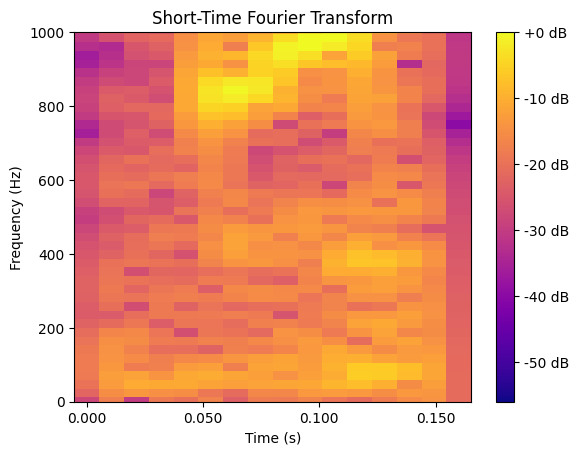 Short-Time Fourier Transform
Frequency (Hz)
1000
800
600
400
200
0
0.000
0.050
0.100
0.150
Time (s)
+0 dB
-10 dB
-20 dB
-30 dB
-40 dB
-50 dB